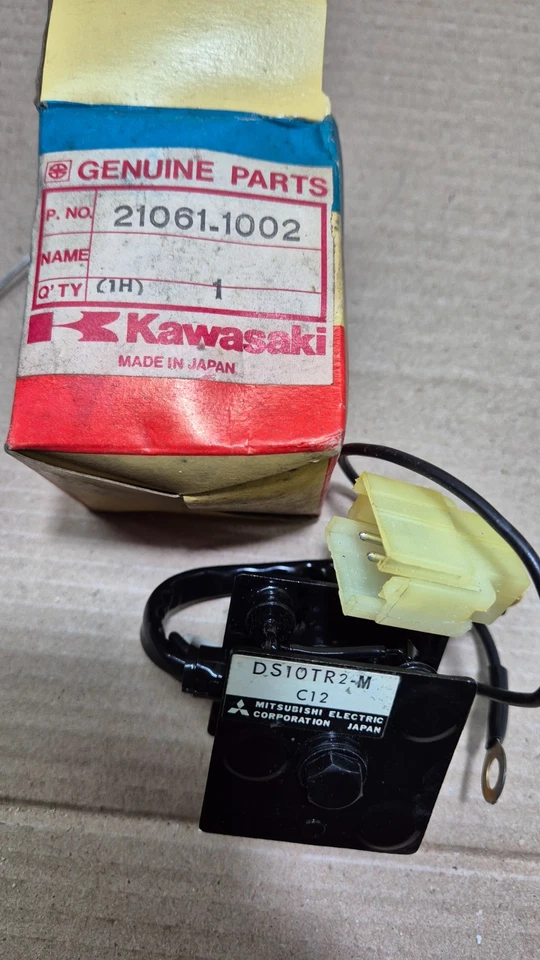 GENUINE PARTS
P. NO. 21061-1002
NAME
Q'TY (1H) 1
Kawasaki
MADE IN JAPAN
DS10TR2-M
C12
MITSUBISHI ELECTRIC
CORPORATION JAPAN